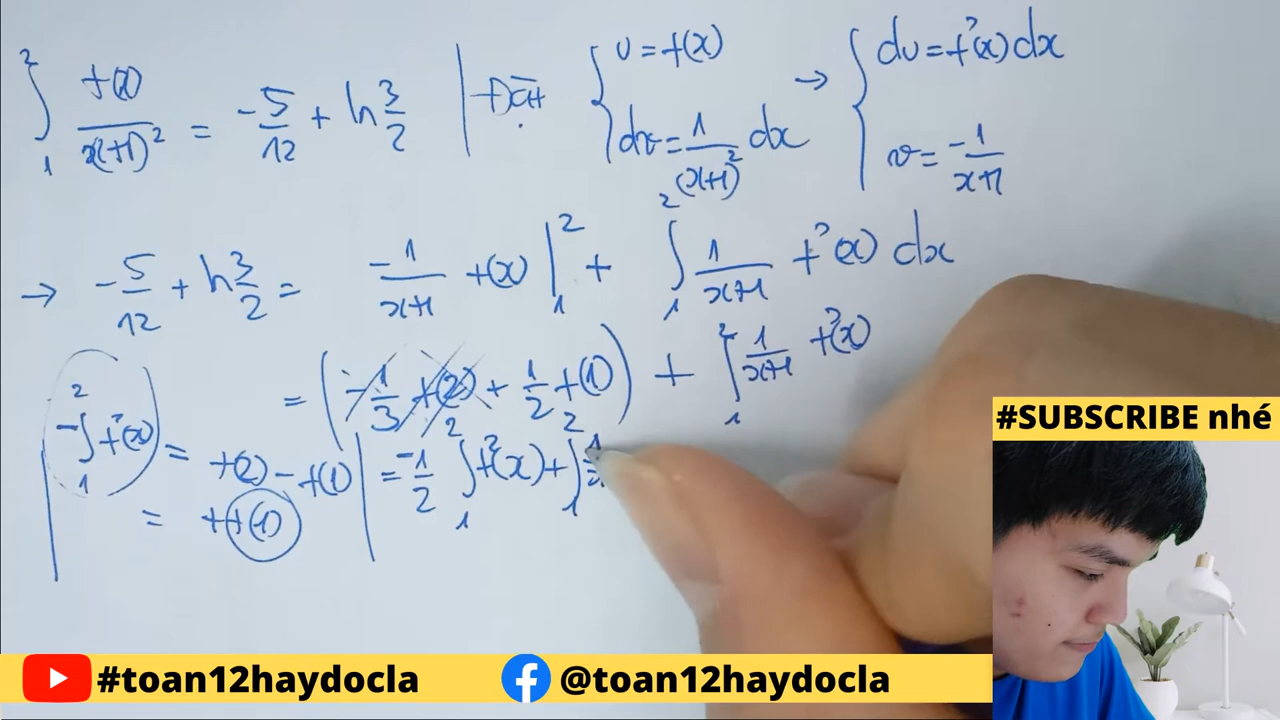 ∫₁² f(x)/(x+1)² = -5/12 + ln 3/2 | Đặt { u = f(x) → { du = f'(x)dx
dv = 1/(x+1)² dx v = -1/(x+1)
→ -5/12 + ln 3/2 = -1/(x+1) f(x) |₁² + ∫₁² 1/(x+1) f'(x) dx
= (-1/3 f(2) + 1/2 f(1)) + ∫₁² 1/(x+1) f'(x)
-∫₁² f'(x) = f(2) - f(1) | = -1/2 ∫₁² f'(x) + ∫₁² 1
= + f(1)
#SUBSCRIBE nhé
#toan12haydocla
@toan12haydocla